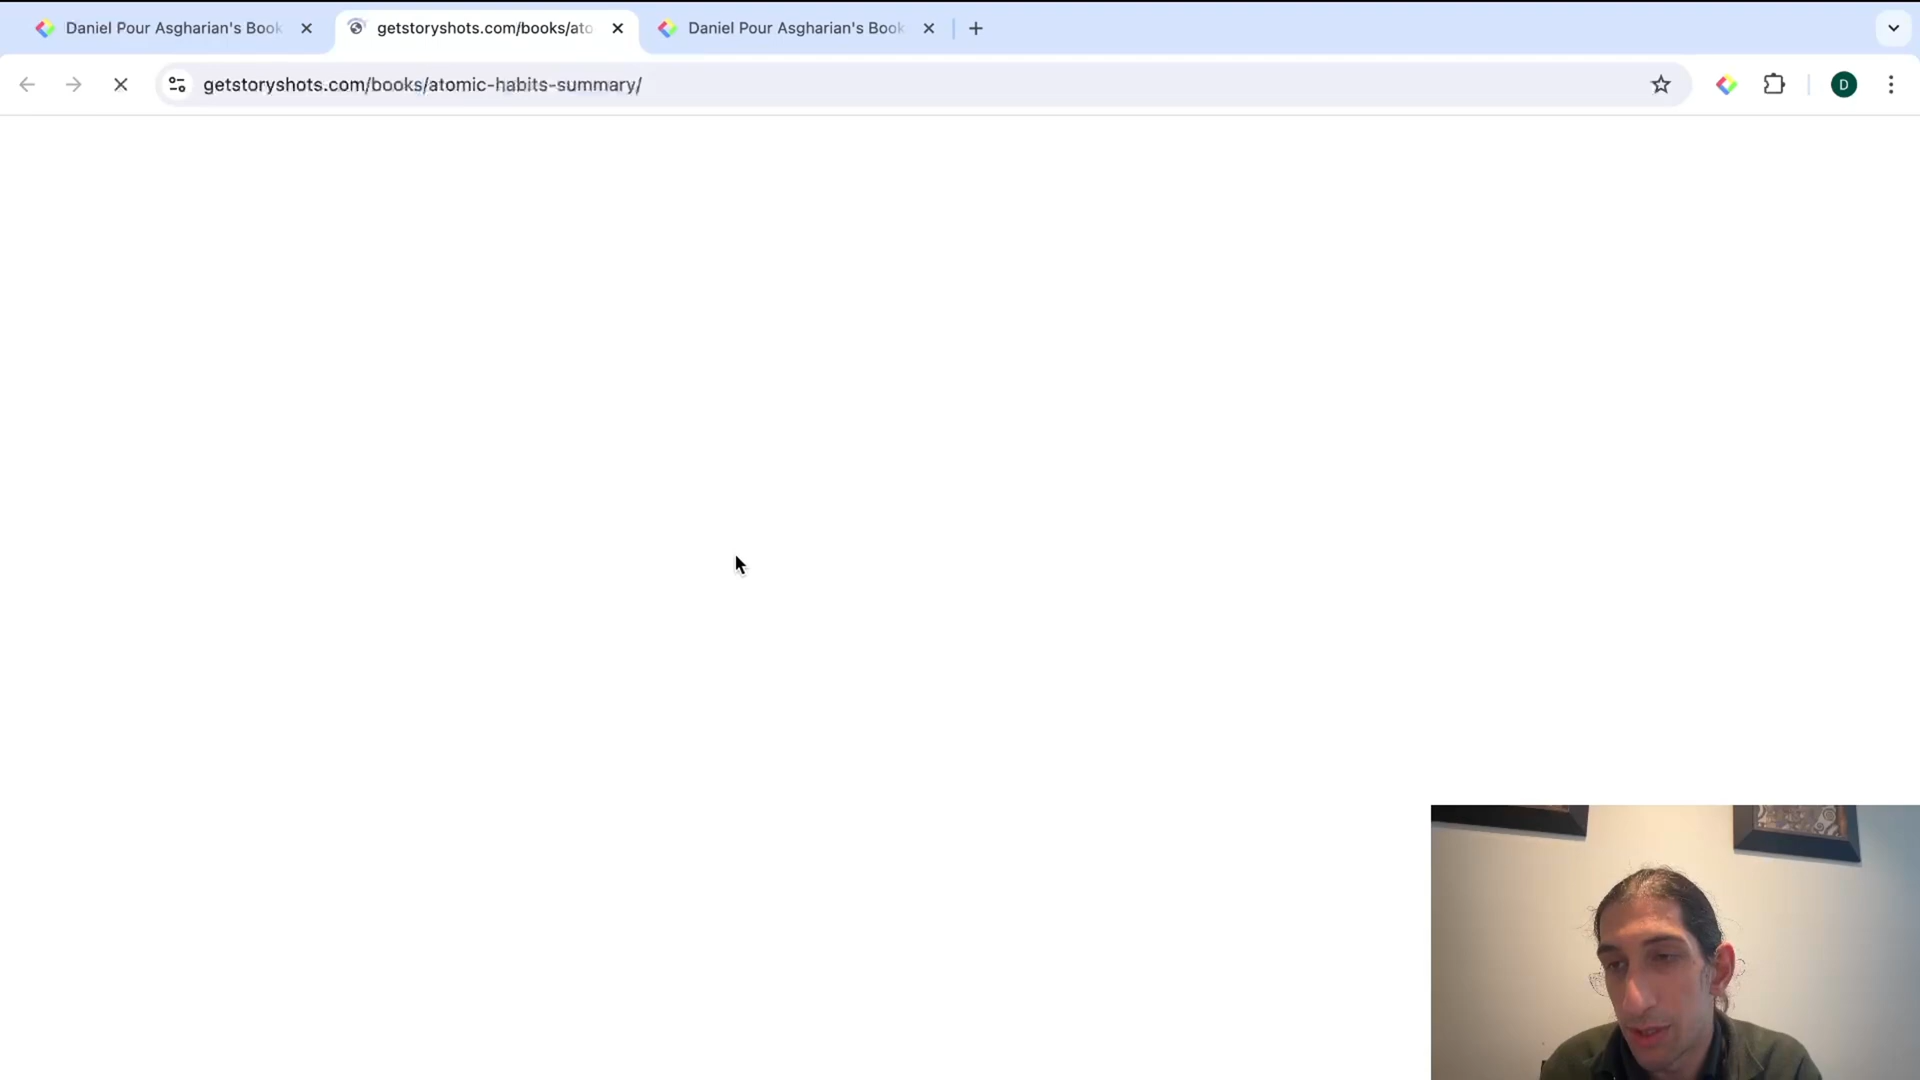 Daniel Pour Asgharian's Book
getstoryshots.com/books/ato
Daniel Pour Asgharian's Book
getstoryshots.com/books/atomic-habits-summary/
D